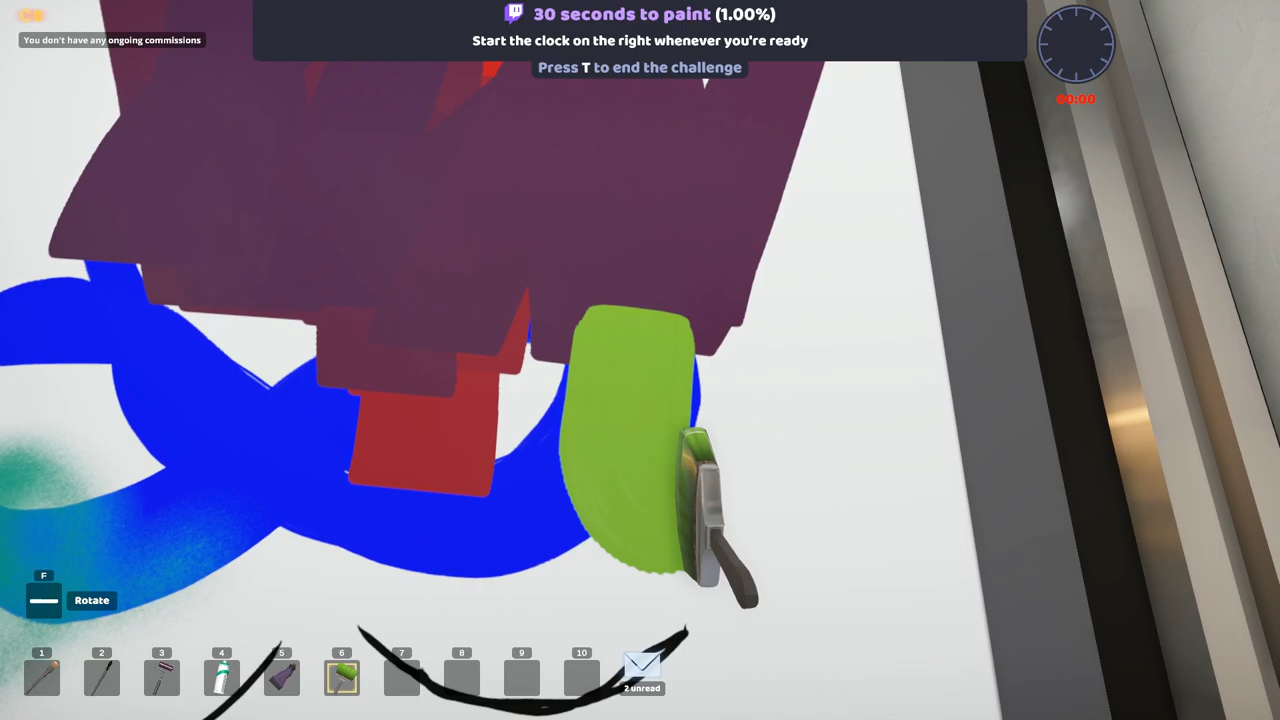 30 seconds to paint (1.00%)
Start the clock on the right whenever you're ready
Press T to end the challenge
You don't have any ongoing commissions
00:00
F
Rotate
1
2
3
4
5
6
7
8
9
10
2 unread